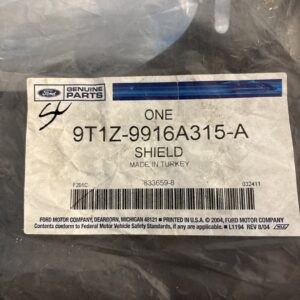 Ford
GENUINE
PARTS
ONE
9T1Z-9916A315-A
SHIELD
MADE IN TURKEY
833659-8
032411
FORD MOTOR COMPANY, DEARBORN, MICHIGAN 48121 • PRINTED IN U.S.A. © 2004, FORD MOTOR COMPANY
Contents conform to Federal Motor Vehicle Safety Standards, if any are applicable. • L1194 REV 8/04